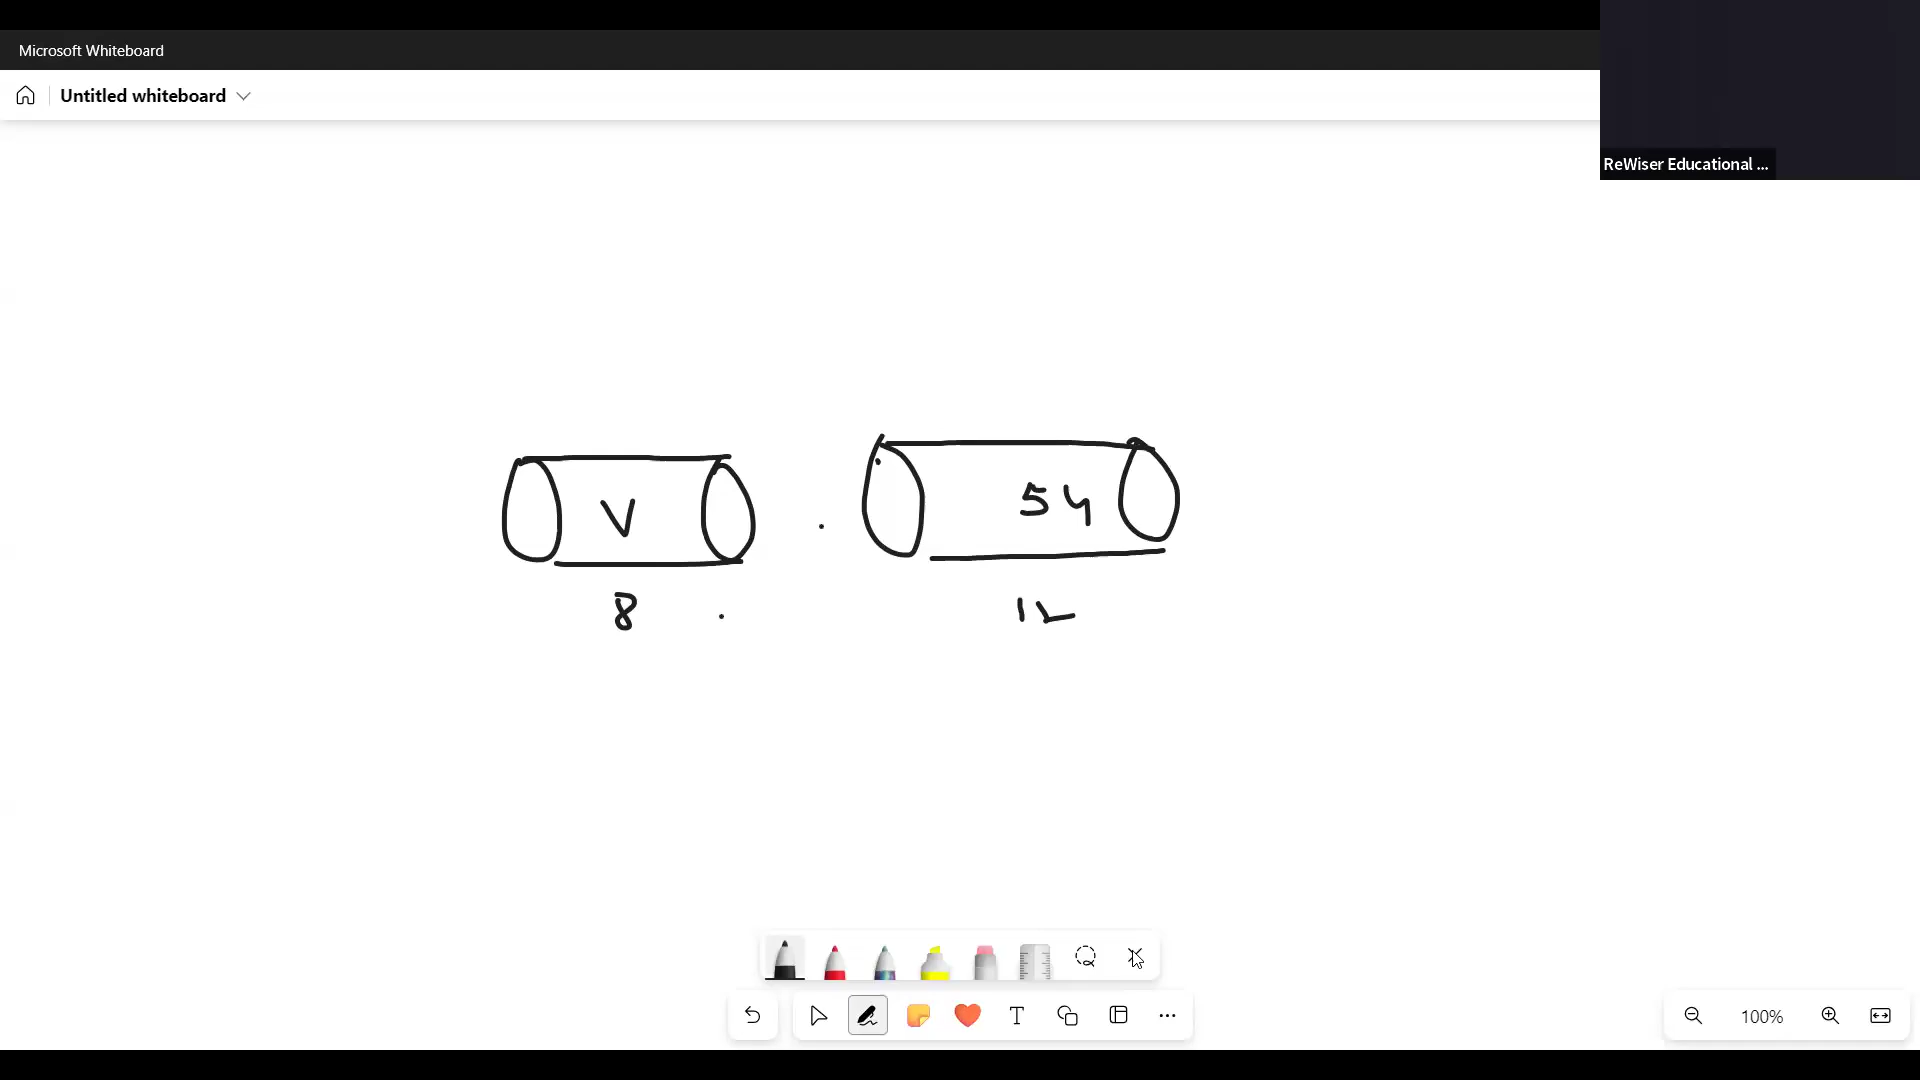 Microsoft Whiteboard
Untitled whiteboard
ReWiser Educational ...
V
54
8
12
T
100%